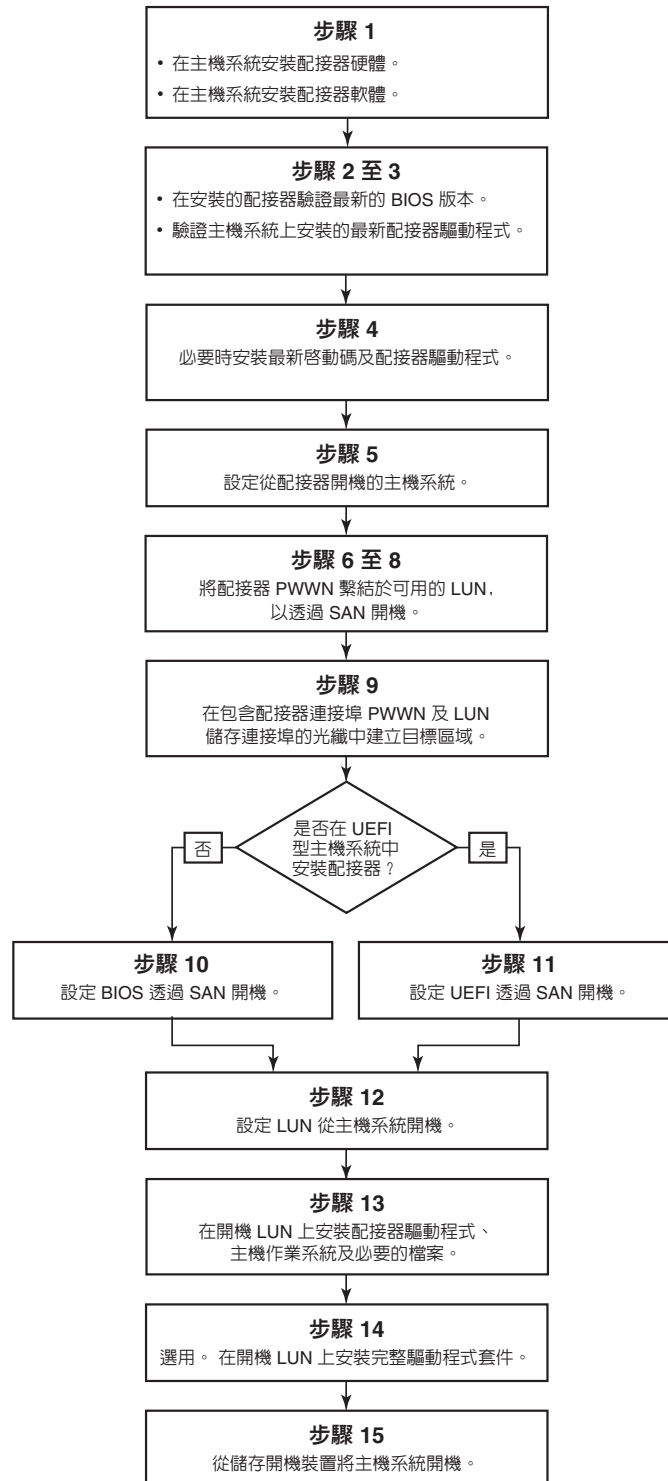 步驟 1
• 在主機系統安裝配接器硬體。
• 在主機系統安裝配接器軟體。
步驟 2 至 3
• 在安裝的配接器驗證最新的 BIOS 版本。
• 驗證主機系統上安裝的最新配接器驅動程式。
步驟 4
必要時安裝最新啓動碼及配接器驅動程式。
步驟 5
設定從配接器開機的主機系統。
步驟 6 至 8
將配接器 PWWN 繫結於可用的 LUN,
以透過 SAN 開機。
步驟 9
在包含配接器連接埠 PWWN 及 LUN
儲存連接埠的光纖中建立目標區域。
是否在 UEFI
型主機系統中
安裝配接器？
否
是
步驟 10
設定 BIOS 透過 SAN 開機。
步驟 11
設定 UEFI 透過 SAN 開機。
步驟 12
設定 LUN 從主機系統開機。
步驟 13
在開機 LUN 上安裝配接器驅動程式、
主機作業系統及必要的檔案。
步驟 14
選用。 在開機 LUN 上安裝完整驅動程式套件。
步驟 15
從儲存開機裝置將主機系統開機。